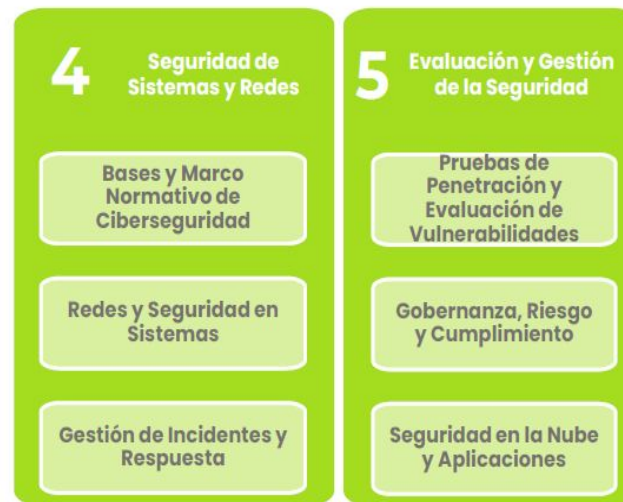 4
Seguridad de
Sistemas y Redes
Bases y Marco
Normativo de
Ciberseguridad
Redes y Seguridad en
Sistemas
Gestión de Incidentes y
Respuesta
5
Evaluación y Gestión
de la Seguridad
Pruebas de
Penetración y
Evaluación de
Vulnerabilidades
Gobernanza, Riesgo
y Cumplimiento
Seguridad en la Nube
y Aplicaciones